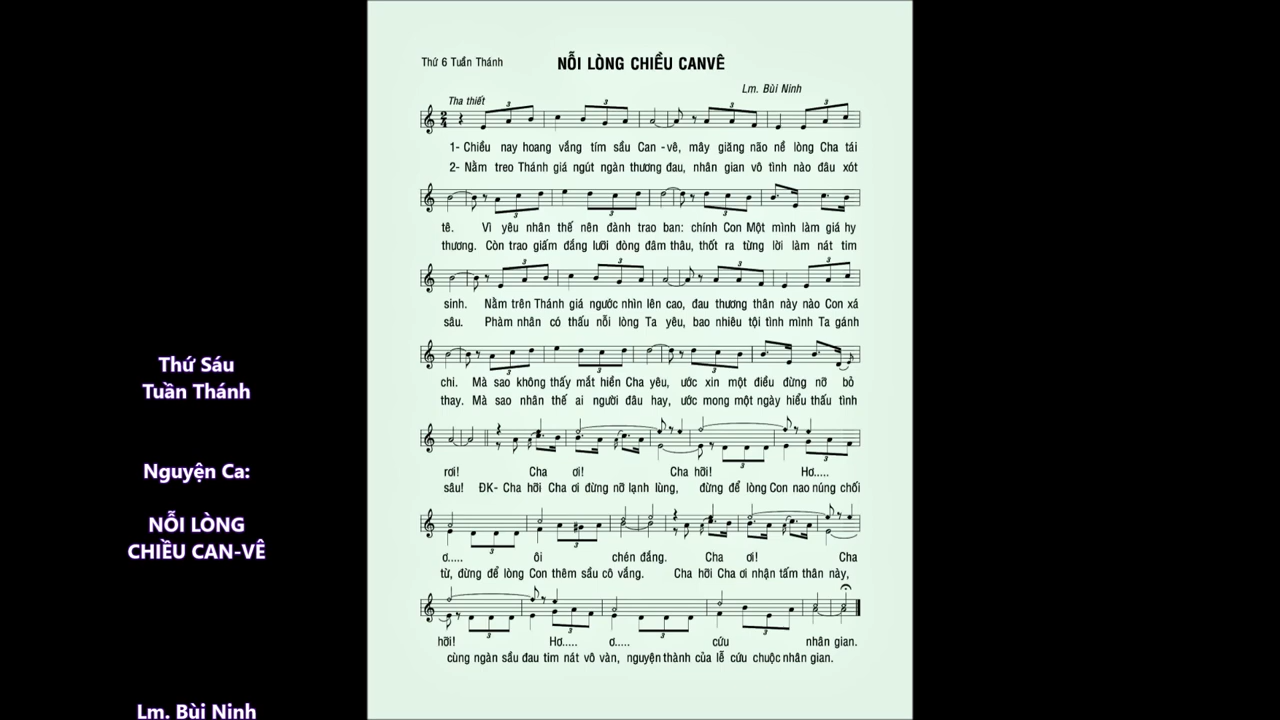 Thứ Sáu
Tuần Thánh
Nguyện Ca:
NỖI LÒNG
CHIỀU CAN-VÊ
Lm. Bùi Ninh
Thứ 6 Tuần Thánh
NỖI LÒNG CHIỀU CANVÊ
Lm. Bùi Ninh
Tha thiết
1- Chiều nay hoang vắng tím sầu Can -vê, mây giăng não nề lòng Cha tái
2- Nằm treo Thánh giá ngút ngàn thương đau, nhân gian vô tình nào đâu xót
tê. Vì yêu nhân thế nên đành trao ban: chính Con Một mình làm giá hy
thương. Còn trao giấm đắng lưỡi đòng đâm thâu, thốt ra từng lời làm nát tim
sinh. Nằm trên Thánh giá ngước nhìn lên cao, đau thương thân này nào Con xá
sâu. Phàm nhân có thấu nỗi lòng Ta yêu, bao nhiêu tội tình mình Ta gánh
chi. Mà sao không thấy mắt hiền Cha yêu, ước xin một điều đừng nỡ bỏ
thay. Mà sao nhân thế ai người đâu hay, ước mong một ngày hiểu thấu tình
rơi! Cha ơi! Cha hỡi! Hơ.....
sâu! ĐK- Cha hỡi Cha ơi đừng nỡ lạnh lùng, đừng để lòng Con nao núng chối
ơ..... ôi chén đắng. Cha ơi! Cha
từ, đừng để lòng Con thêm sầu cô vắng. Cha hỡi Cha ơi nhận tấm thân này,
hỡi! Hơ..... ơ..... cứu nhân gian.
cùng ngàn sầu đau tim nát vô vàn, nguyện thành của lễ cứu chuộc nhân gian.